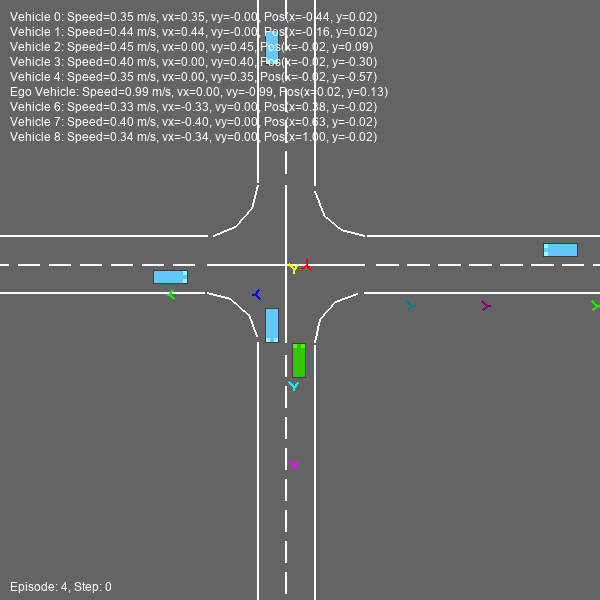 Vehicle 0: Speed=0.35 m/s, vx=0.35, vy=-0.00, Pos(x=-0.44, y=0.02)
Vehicle 1: Speed=0.44 m/s, vx=0.44, vy=-0.00, Pos(x=-0.16, y=0.02)
Vehicle 2: Speed=0.45 m/s, vx=0.00, vy=0.45, Pos(x=-0.02, y=0.09)
Vehicle 3: Speed=0.40 m/s, vx=0.00, vy=0.40, Pos(x=-0.02, y=-0.30)
Vehicle 4: Speed=0.35 m/s, vx=0.00, vy=0.35, Pos(x=-0.02, y=-0.57)
Ego Vehicle: Speed=0.99 m/s, vx=0.00, vy=-0.99, Pos(x=0.02, y=0.13)
Vehicle 6: Speed=0.33 m/s, vx=-0.33, vy=0.00, Pos(x=0.38, y=-0.02)
Vehicle 7: Speed=0.40 m/s, vx=-0.40, vy=0.00, Pos(x=0.63, y=-0.02)
Vehicle 8: Speed=0.34 m/s, vx=-0.34, vy=0.00, Pos(x=1.00, y=-0.02)
Episode: 4, Step: 0